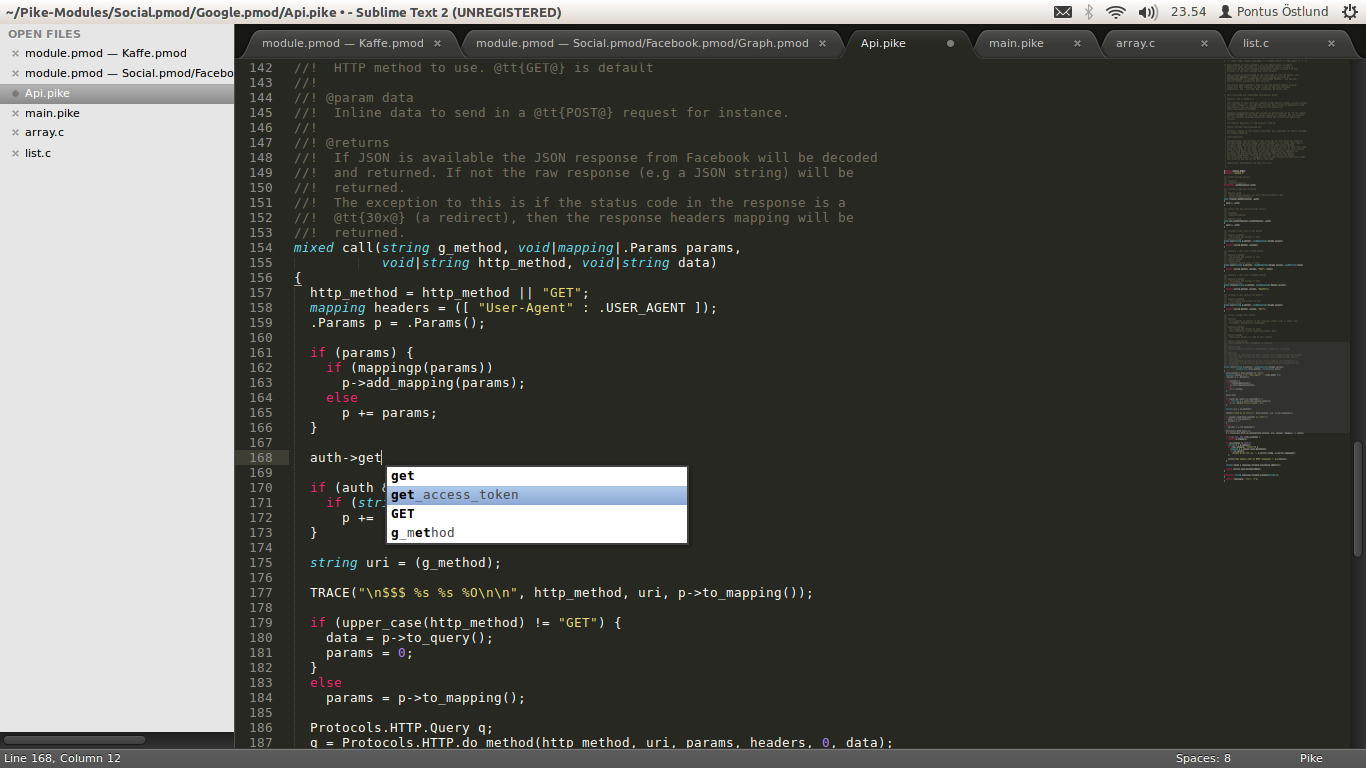 ~/Pike-Modules/Social.pmod/Google.pmod/Api.pike • - Sublime Text 2 (UNREGISTERED)
23.54 Pontus Östlund
OPEN FILES
module.pmod — Kaffe.pmod
module.pmod — Social.pmod/Facebo
Api.pike
main.pike
array.c
list.c
module.pmod — Kaffe.pmod × module.pmod — Social.pmod/Facebook.pmod/Graph.pmod × Api.pike main.pike × array.c × list.c ×
142 //!  HTTP method to use. @tt{GET@} is default
143 //!
144 //! @param data
145 //!  Inline data to send in a @tt{POST@} request for instance.
146 //!
147 //! @returns
148 //!  If JSON is available the JSON response from Facebook will be decoded
149 //!  and returned. If not the raw response (e.g a JSON string) will be
150 //!  returned.
151 //!  The exception to this is if the status code in the response is a
152 //!  @tt{30x@} (a redirect), then the response headers mapping will be
153 //!  returned.
154 mixed call(string g_method, void|mapping|.Params params,
155            void|string http_method, void|string data)
156 {
157   http_method = http_method || "GET";
158   mapping headers = ([ "User-Agent" : .USER_AGENT ]);
159   .Params p = .Params();
160
161   if (params) {
162     if (mappingp(params))
163       p->add_mapping(params);
164     else
165       p += params;
166   }
167
168   auth->get
169
get
get_access_token
GET
g_method
170   if (auth &
171     if (stri
172       p +=
173   }
174
175   string uri = (g_method);
176
177   TRACE("\n$$$ %s %s %O\n\n", http_method, uri, p->to_mapping());
178
179   if (upper_case(http_method) != "GET") {
180     data = p->to_query();
181     params = 0;
182   }
183   else
184     params = p->to_mapping();
185
186   Protocols.HTTP.Query q;
187   q = Protocols.HTTP.do_method(http_method, uri, params, headers, 0, data);
Line 168, Column 12
Spaces: 8 Pike